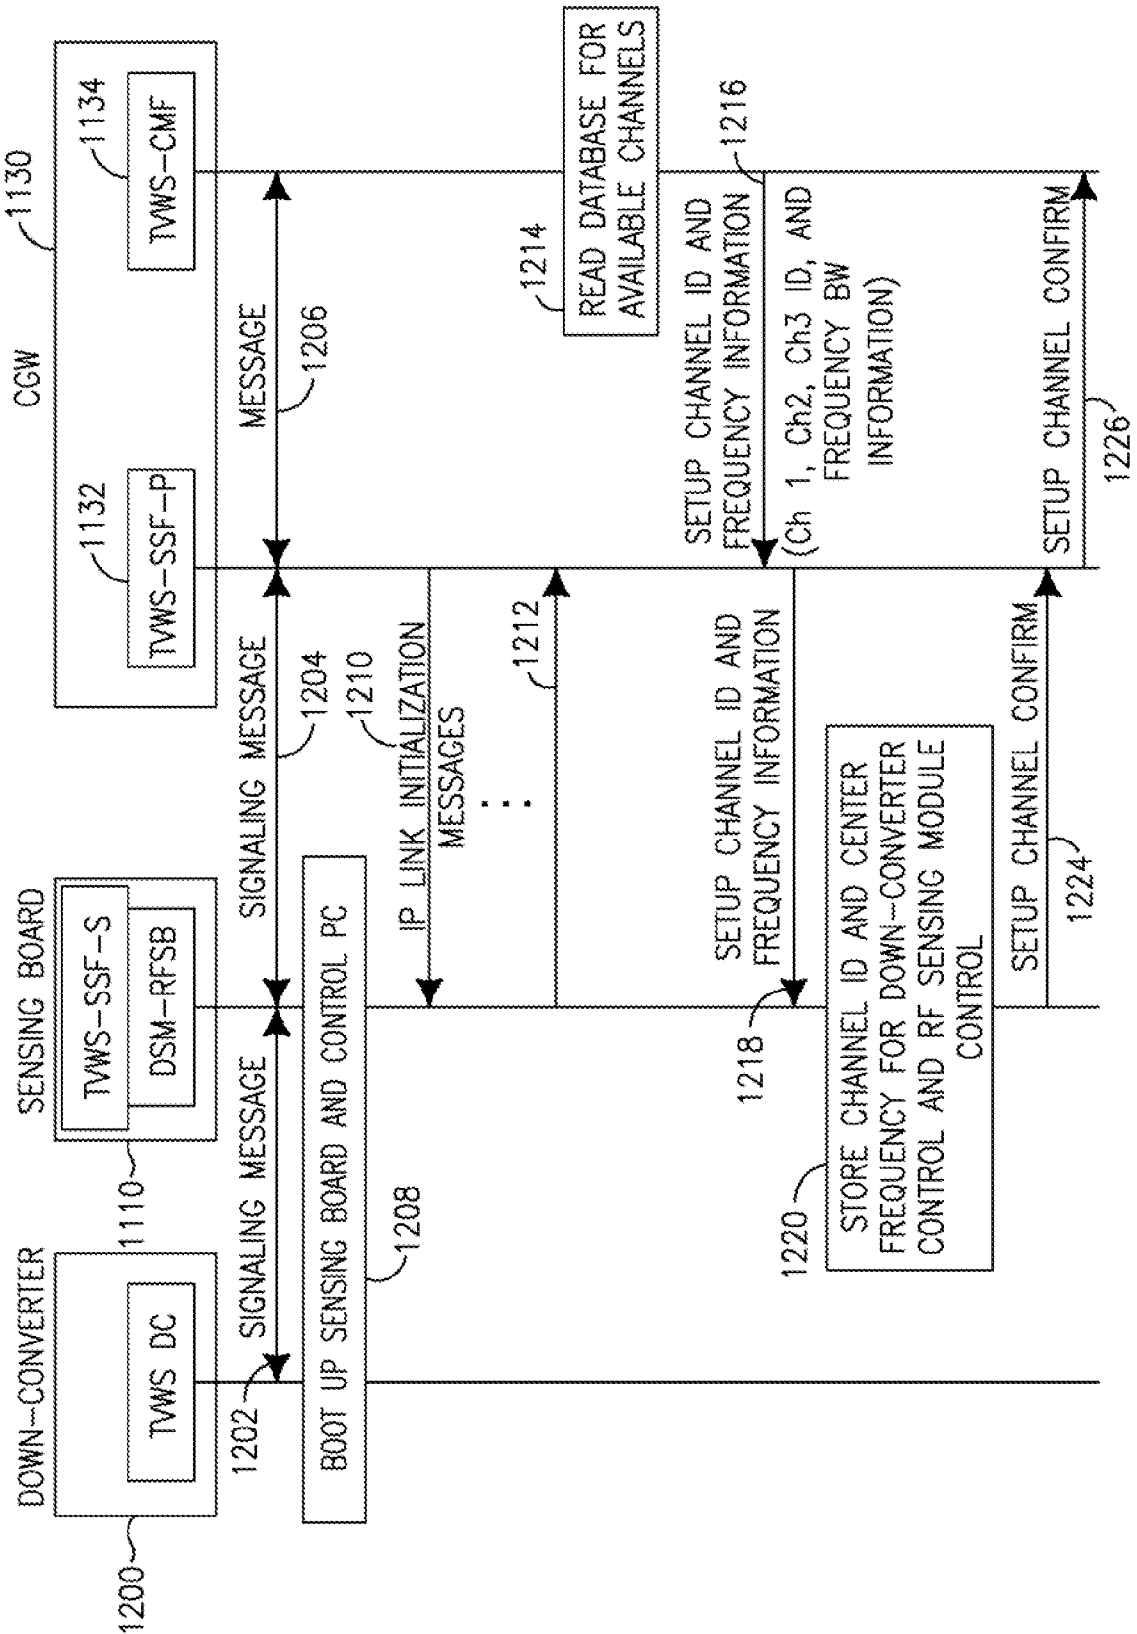 DOWN-CONVERTER
1200
TVWS DC
SENSING BOARD
1110
TVWS-SSF-S
DSM-RFSB
CGW
1130
1132
TVWS-SSF-P
1134
TVWS-CMF
1202
SIGNALING MESSAGE
SIGNALING MESSAGE
1204
MESSAGE
1206
BOOT UP SENSING BOARD AND CONTROL PC
1208
1210
IP LINK INITIALIZATION
MESSAGES
...
1212
1214
READ DATABASE FOR
AVAILABLE CHANNELS
SETUP CHANNEL ID AND
FREQUENCY INFORMATION
1216
(Ch 1, Ch2, Ch3 ID, AND
FREQUENCY BW
INFORMATION)
SETUP CHANNEL ID AND
FREQUENCY INFORMATION
1218
1220
STORE CHANNEL ID AND CENTER
FREQUENCY FOR DOWN-CONVERTER
CONTROL AND RF SENSING MODULE
CONTROL
SETUP CHANNEL CONFIRM
1224
SETUP CHANNEL CONFIRM
1226